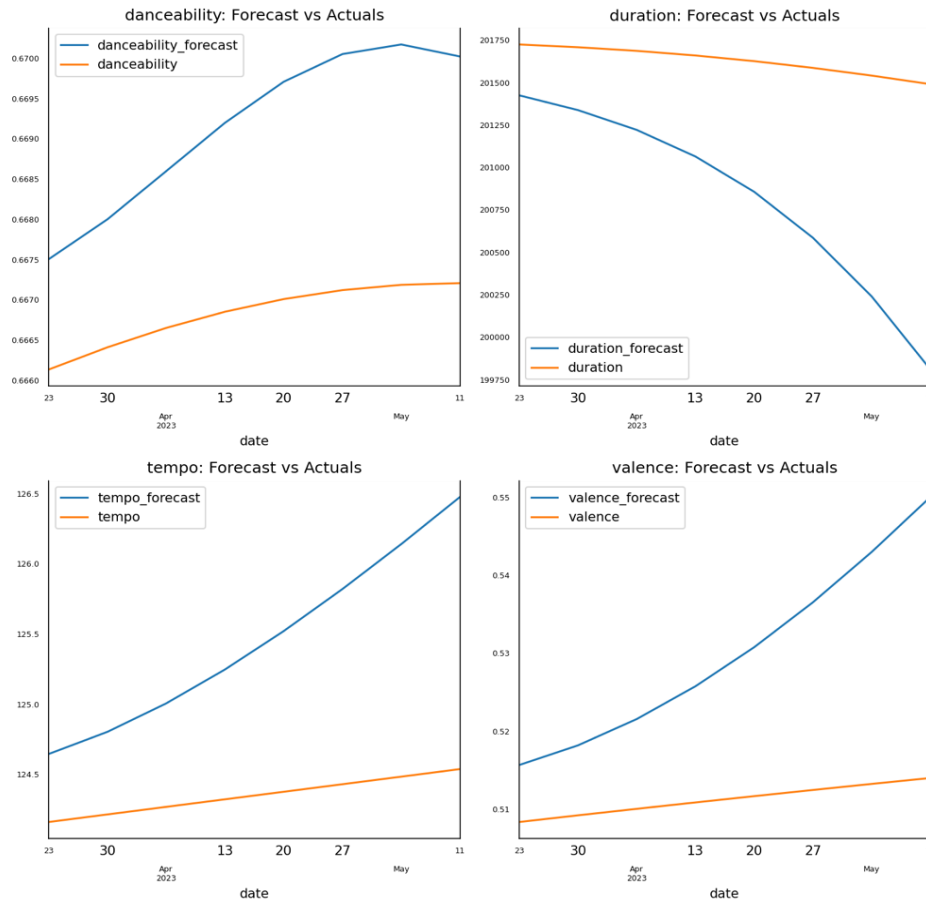 danceability: Forecast vs Actuals
danceability_forecast
danceability
0.6700
0.6695
0.6690
0.6685
0.6680
0.6675
0.6670
0.6665
0.6660
23 30 13 20 27 11
Apr May
2023
date
duration: Forecast vs Actuals
201750
201500
201250
201000
200750
200500
200250
200000
199750
duration_forecast
duration
23 30 13 20 27
Apr May
2023
date
tempo: Forecast vs Actuals
126.5
tempo_forecast
tempo
126.0
125.5
125.0
124.5
23 30 13 20 27 11
Apr May
2023
date
valence: Forecast vs Actuals
0.55
valence_forecast
valence
0.54
0.53
0.52
0.51
23 30 13 20 27
Apr May
2023
date